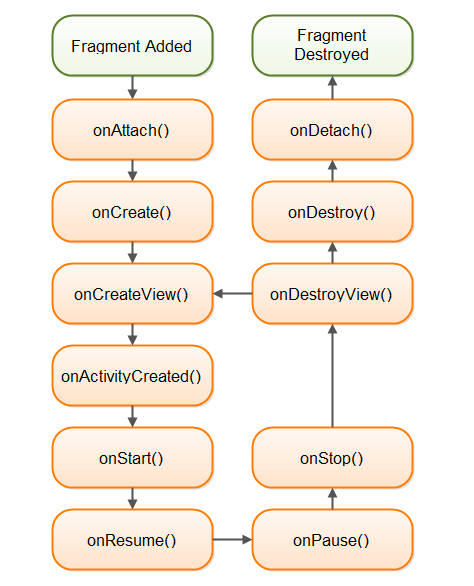 Fragment Added
onAttach()
onCreate()
onCreateView()
onActivityCreated()
onStart()
onResume()
Fragment
Destroyed
onDetach()
onDestroy()
onDestroyView()
onStop()
onPause()